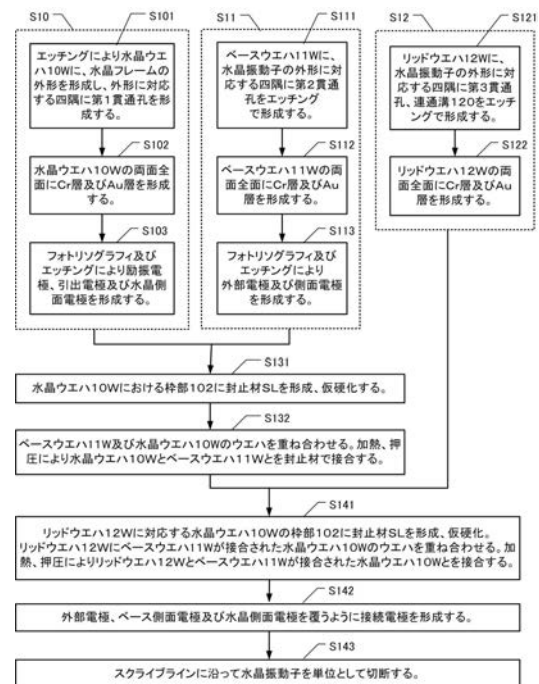 S10
S101
エッチングにより水晶ウエ
ハ10Wに、水晶フレームの
外形を形成し、外形に対応
する四隅に第1貫通孔を形
成する。
S102
水晶ウエハ10Wの両面全
面にCr層及びAu層を形成
する。
S103
フォトリソグラフィ及び
エッチングにより励振電
極、引出電極及び水晶側
面電極を形成する。
S11
S111
ベースウエハ11Wに、
水晶振動子の外形に対
応する四隅に第2貫通
孔をエッチング
で形成する。
S112
ベースウエハ11Wの両
面全面にCr層及びAu
層を形成する。
S113
フォトリソグラフィ及び
エッチングにより
外部電極及び側面電
極を形成する。
S12
S121
リッドウエハ12Wに、
水晶振動子の外形に対
応する四隅に第3貫通
孔、連通溝120をエッチ
ングで形成する。
S122
リッドウエハ12Wの両
面全面にCr層及びAu
層を形成する。
S131
水晶ウエハ10Wにおける枠部102に封止材SLを形成、仮硬化する。
S132
ベースウエハ11W及び水晶ウエハ10Wのウエハを重ね合わせる。加熱、押
圧により水晶ウエハ10Wとベースウエハ11Wとを封止材で接合する。
S141
リッドウエハ12Wに対応する水晶ウエハ10Wの枠部102に封止材SLを形成、仮硬化。
リッドウエハ12Wにベースウエハ11Wが接合された水晶ウエハ10Wのウエハを重ね合わせる。加
熱、押圧によりリッドウエハ12Wとベースウエハ11Wが接合された水晶ウエハ10Wとを接合する。
S142
外部電極、ベース側面電極及び水晶側面電極を覆うように接続電極を形成する。
S143
スクライブラインに沿って水晶振動子を単位として切断する。